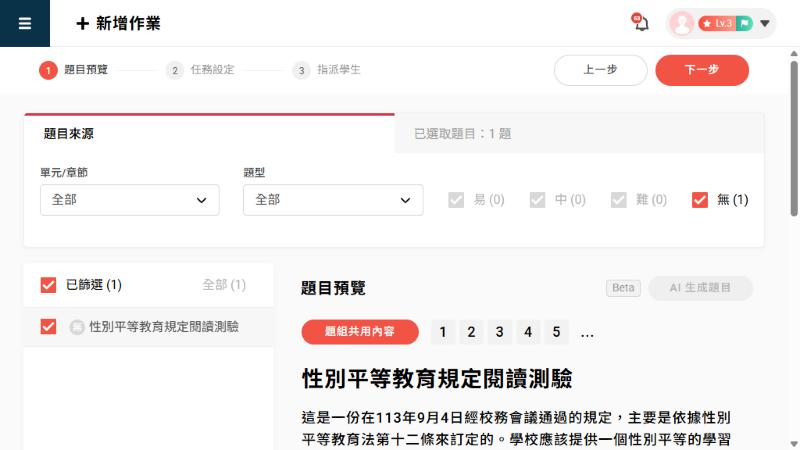 新增作業
68
Lv.3
1 題目預覽
2 任務設定
3 指派學生
上一步
下一步
題目來源
已選取題目：1 題
單元/章節
題型
全部
全部
易 (0)
中 (0)
難 (0)
無 (1)
已篩選 (1)
全部 (1)
題目預覽
Beta
AI 生成題目
無 性別平等教育規定閱讀測驗
題組共用內容
1 2 3 4 5 ...
性別平等教育規定閱讀測驗
這是一份在113年9月4日經校務會議通過的規定，主要是依據性別
平等教育法第十二條來訂定的。學校應該提供一個性別平等的學習